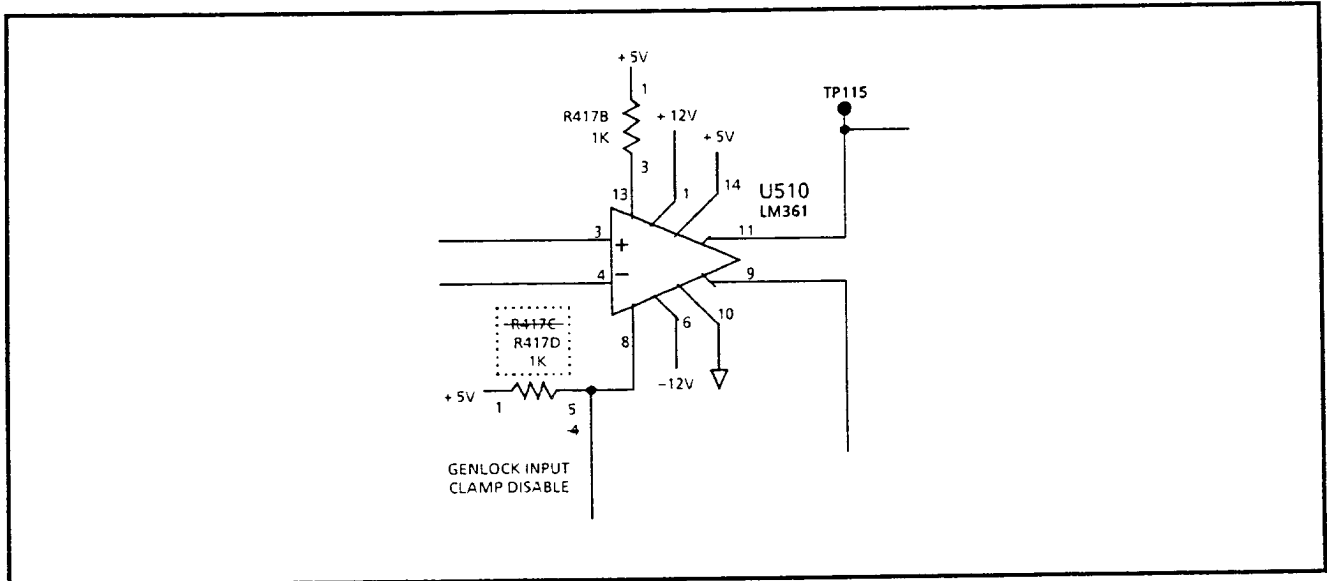 +5V
1
R417B
1K
3
+12V
+5V
TP115
13
1
14
U510
LM361
3
+
11
4
−
9
R417C
R417D
1K
8
6
10
−12V
+5V
1
5
4
GENLOCK INPUT
CLAMP DISABLE